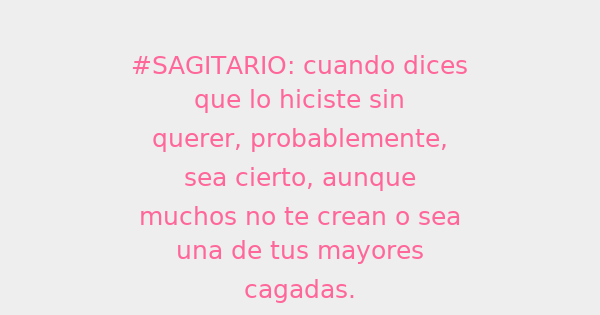 #SAGITARIO: cuando dices
que lo hiciste sin
querer, probablemente,
sea cierto, aunque
muchos no te crean o sea
una de tus mayores
cagadas.